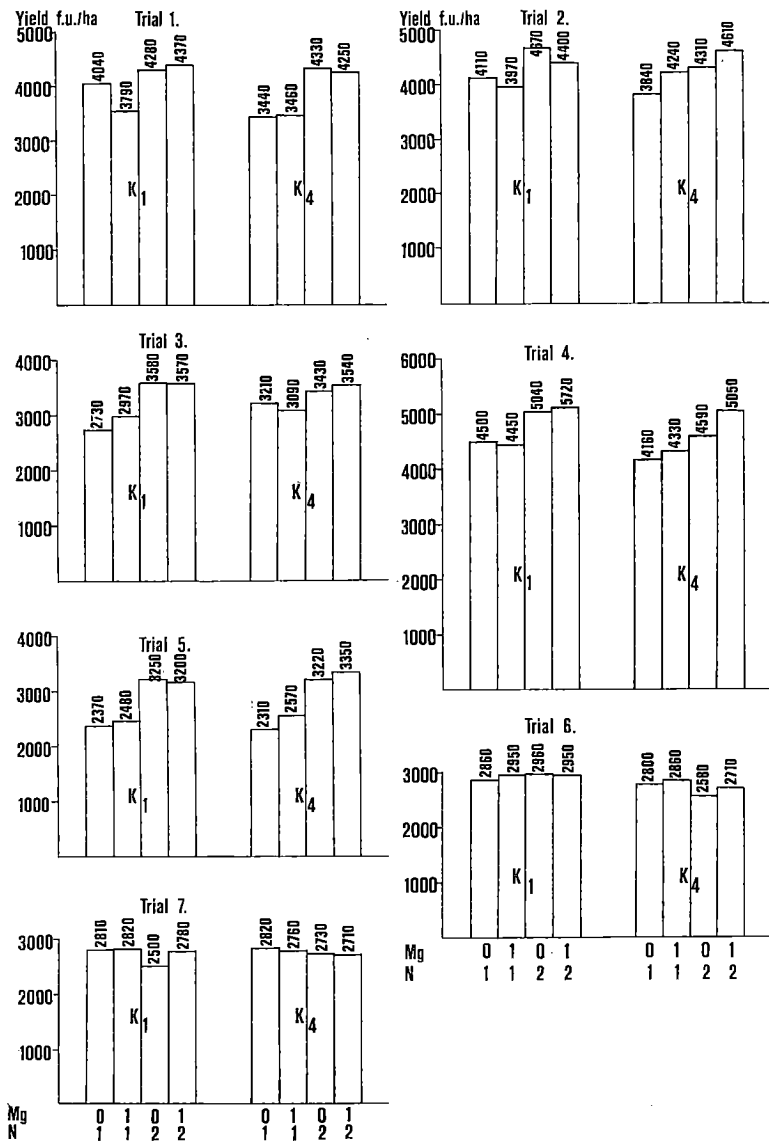 Yield f.u./ha Trial 1.
5000
4000
3000
2000
1000
4040 3790 4280 4370
K1
3440 3460 4330 4250
K4
Yield f.u./ha Trial 2.
5000
4000
3000
2000
1000
4110 3970 4670 4400
K1
3840 4240 4310 4610
K4
Trial 3.
4000
3000
2000
1000
2730 2970 3580 3570
K1
3210 3090 3430 3540
K4
Trial 4.
6000
5000
4000
3000
2000
1000
4500 4450 5040 5720
K1
4160 4330 4590 5050
K4
Trial 5.
4000
3000
2000
1000
2370 2480 3250 3200
K1
2310 2570 3220 3350
K4
Trial 6.
3000
2000
1000
2860 2950 2960 2950
K1
2800 2860 2580 2710
K4
Mg 0 1 0 1 0 1 0 1
N 1 1 2 2 1 1 2 2
Trial 7.
3000
2000
1000
2810 2820 2500 2780
K1
2820 2760 2730 2710
K4
Mg 0 1 0 1 0 1 0 1
N 1 1 2 2 1 1 2 2